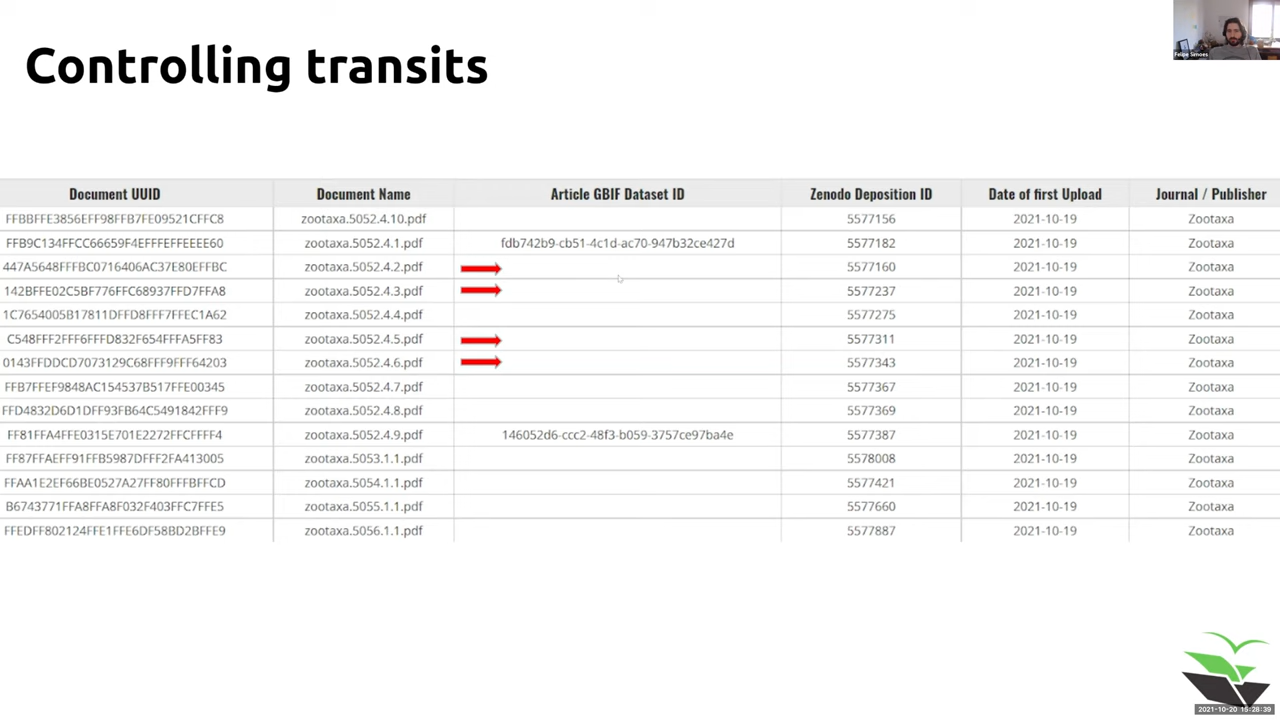 Controlling transits
Felipe Simoes
Document UUID Document Name Article GBIF Dataset ID Zenodo Deposition ID Date of first Upload Journal / Publisher
FFBBFFE3856EFF98FFB7FE09521CFFC8 zootaxa.5052.4.10.pdf 5577156 2021-10-19 Zootaxa
FFB9C134FFCC66659F4EFFFEFFEEEE60 zootaxa.5052.4.1.pdf fdb742b9-cb51-4c1d-ac70-947b32ce427d 5577182 2021-10-19 Zootaxa
447A5648FFFBC0716406AC37E80EFFBC zootaxa.5052.4.2.pdf 5577160 2021-10-19 Zootaxa
142BFFE02C5BF776FFC68937FFD7FFA8 zootaxa.5052.4.3.pdf 5577237 2021-10-19 Zootaxa
1C7654005B17811DFFD8FFF7FFEC1A62 zootaxa.5052.4.4.pdf 5577275 2021-10-19 Zootaxa
C548FFF2FFF6FFFD832F654FFFA5FF83 zootaxa.5052.4.5.pdf 5577311 2021-10-19 Zootaxa
0143FFDDCD7073129C68FFF9FFF64203 zootaxa.5052.4.6.pdf 5577343 2021-10-19 Zootaxa
FFB7FFEF9848AC154537B517FFE00345 zootaxa.5052.4.7.pdf 5577367 2021-10-19 Zootaxa
FFD4832D6D1DFF93FB64C5491842FFF9 zootaxa.5052.4.8.pdf 5577369 2021-10-19 Zootaxa
FF81FFA4FFE0315E701E2272FFCFFFF4 zootaxa.5052.4.9.pdf 146052d6-ccc2-48f3-b059-3757ce97ba4e 5577387 2021-10-19 Zootaxa
FF87FFAEFF91FFB5987DFFF2FA413005 zootaxa.5053.1.1.pdf 5578008 2021-10-19 Zootaxa
FFAA1E2EF66BE0527A27FF80FFFBFFCD zootaxa.5054.1.1.pdf 5577421 2021-10-19 Zootaxa
B6743771FFA8FFA8F032F403FFC7FFE5 zootaxa.5055.1.1.pdf 5577660 2021-10-19 Zootaxa
FFEDFF802124FFE1FFE6DF58BD2BFFE9 zootaxa.5056.1.1.pdf 5577887 2021-10-19 Zootaxa
2021-10-20 15:28:39